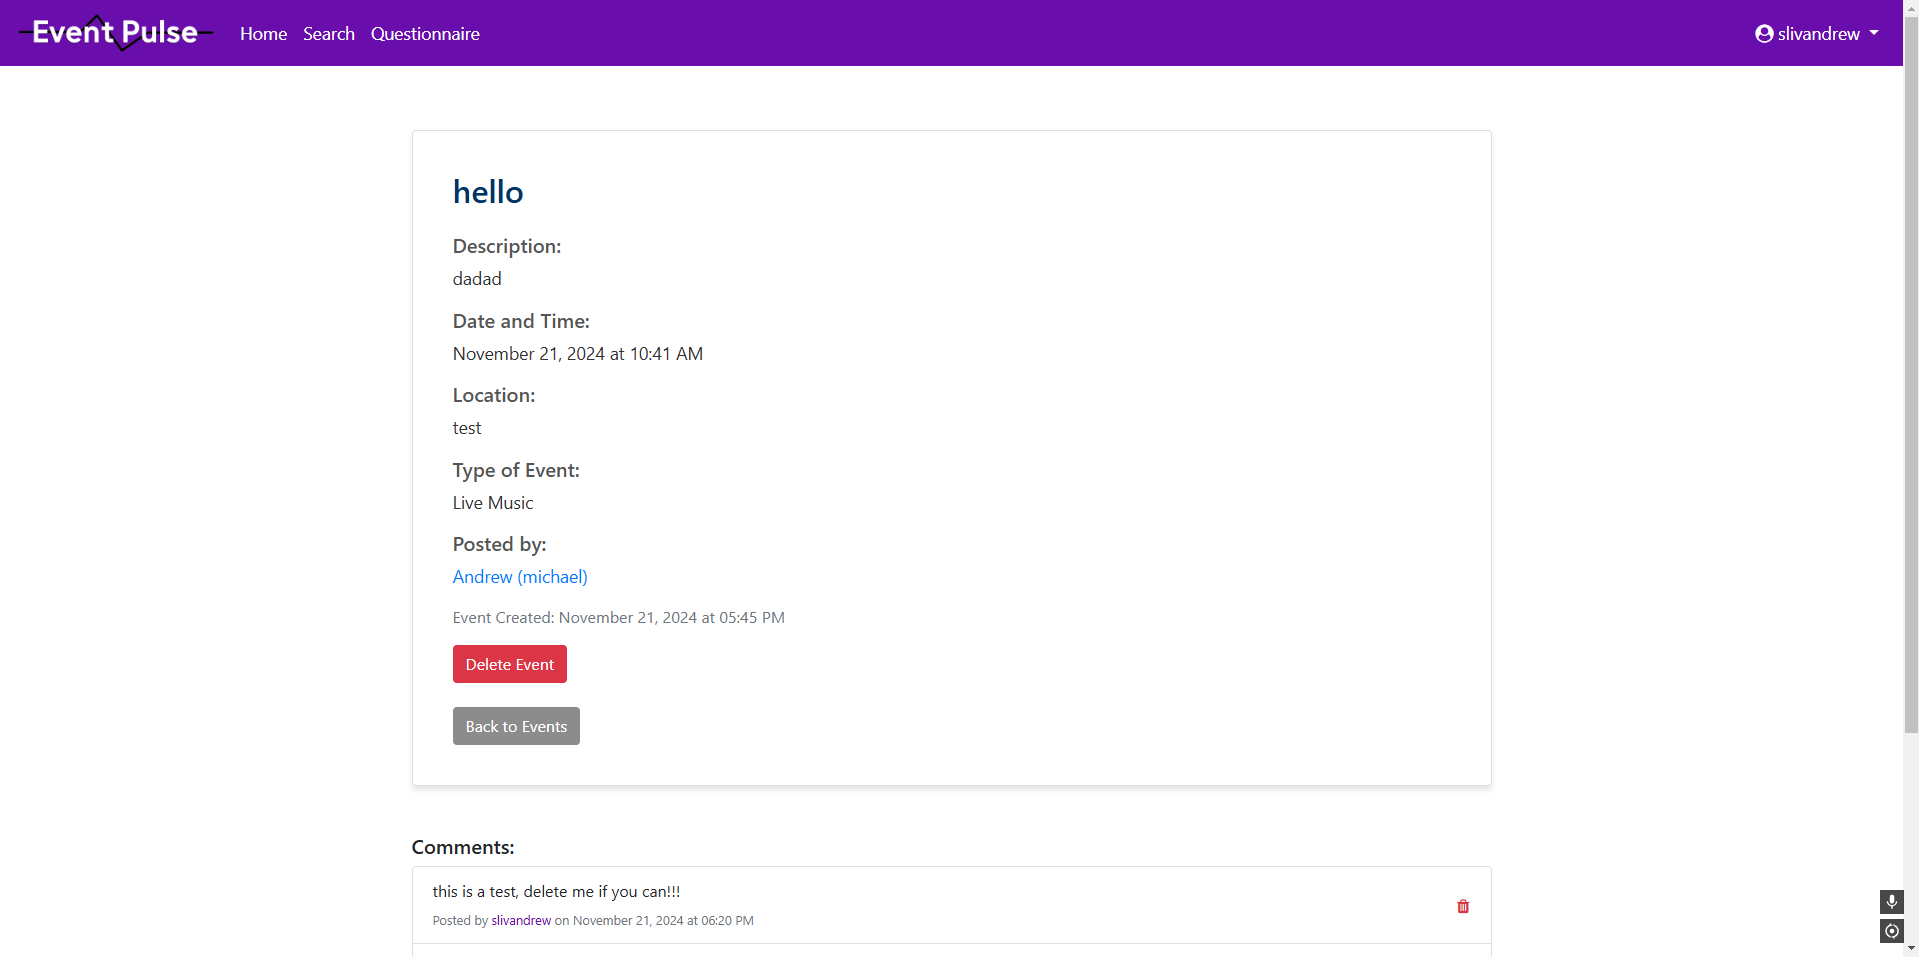 Event Pulse Home Search Questionnaire slivandrew
hello
Description:
dadad
Date and Time:
November 21, 2024 at 10:41 AM
Location:
test
Type of Event:
Live Music
Posted by:
Andrew (michael)
Event Created: November 21, 2024 at 05:45 PM
Delete Event
Back to Events
Comments:
this is a test, delete me if you can!!!
Posted by slivandrew on November 21, 2024 at 06:20 PM